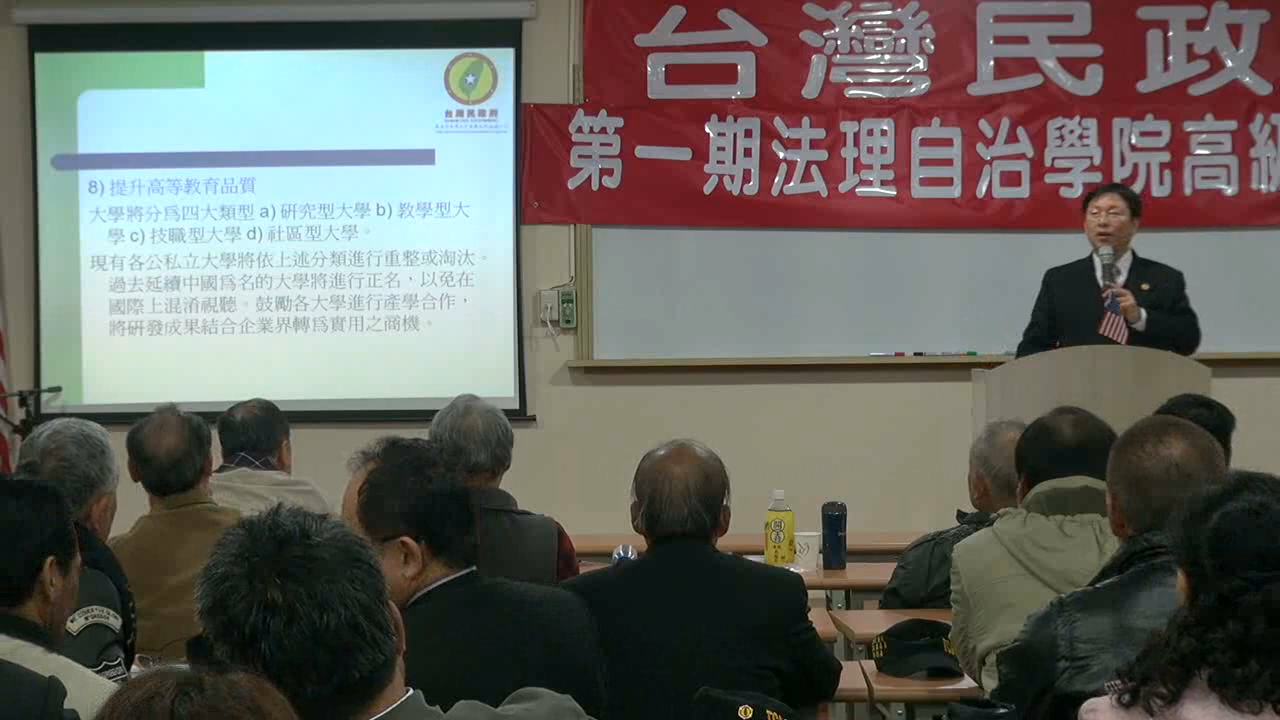 台灣民政
第一期法理自治學院高級
台灣民政府
8) 提升高等教育品質
大學將分為四大類型 a) 研究型大學 b) 教學型大
學 c) 技職型大學 d) 社區型大學。
現有各公私立大學將依上述分類進行重整或淘汰。
過去延續中國為名的大學將進行正名，以免在
國際上混淆視聽。鼓勵各大學進行產學合作，
將研發成果結合企業界轉為實用之商機。
開喜